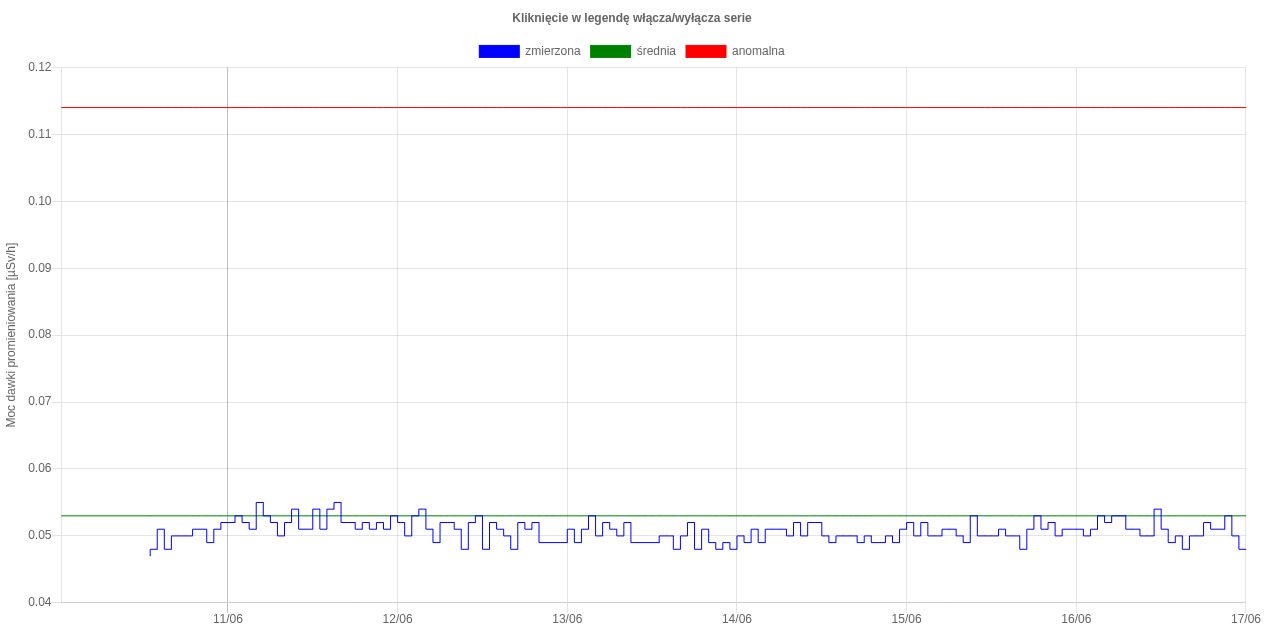 Kliknięcie w legendę włącza/wyłącza serie
zmierzona średnia anomalna
Moc dawki promieniowania [µSv/h]
0.12
0.11
0.10
0.09
0.08
0.07
0.06
0.05
0.04
11/06 12/06 13/06 14/06 15/06 16/06 17/06